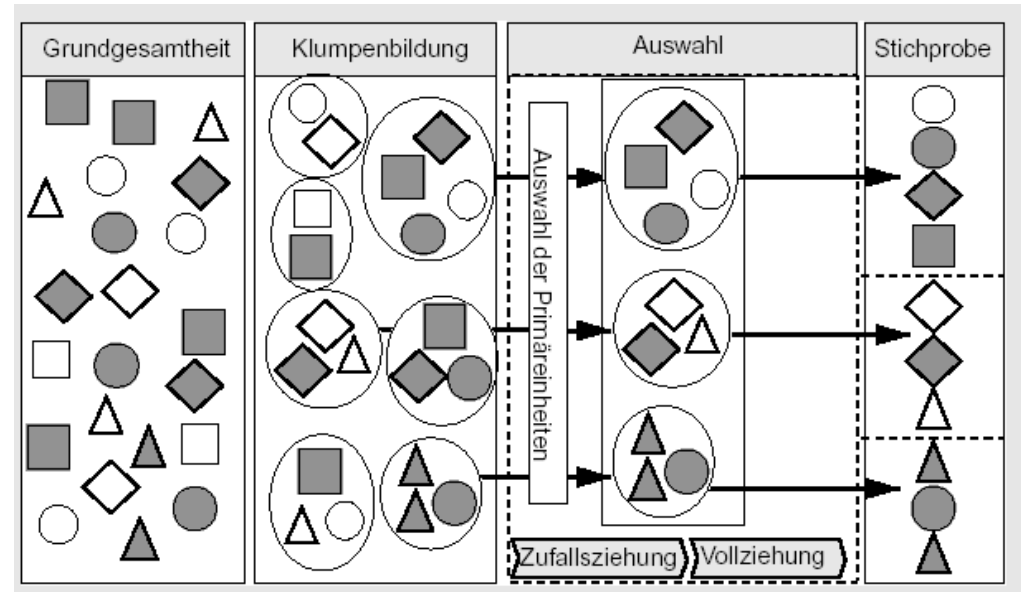 Grundgesamtheit
Klumpenbildung
Auswahl
Stichprobe
Auswahl der Primäreinheiten
Zufallsziehung
Vollziehung